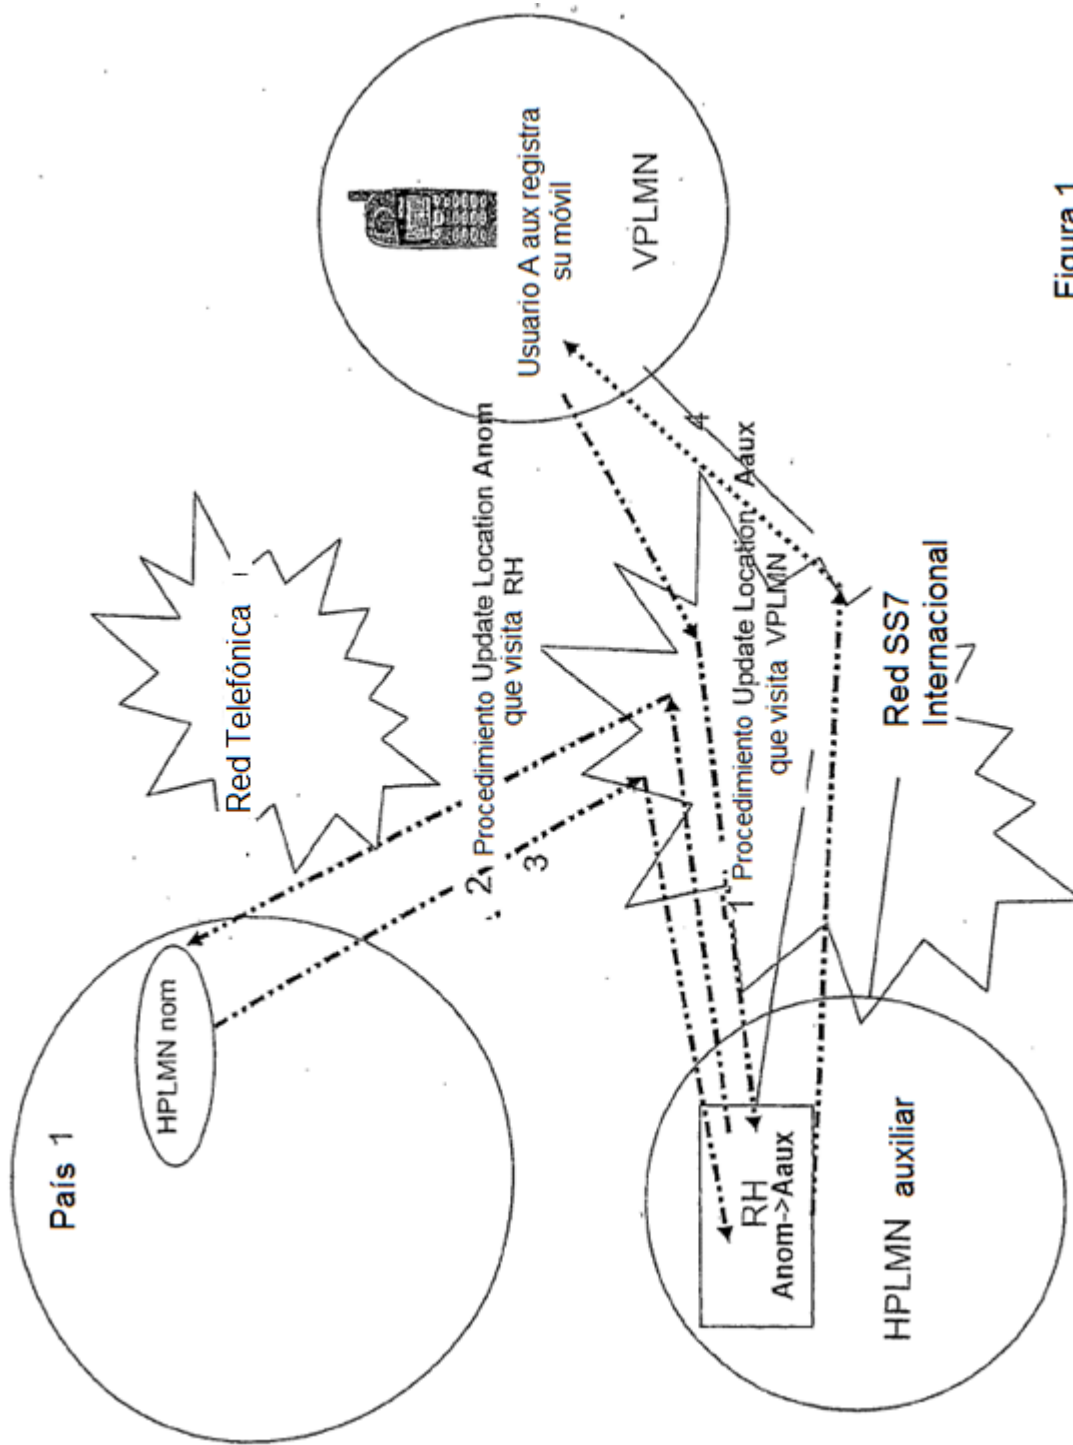 País 1
HPLMN nom
Red Telefónica
Usuario A aux registra
su móvil
VPLMN
2 Procedimiento Update Location Anom
que visita RH
3
1 Procedimiento Update Location Aaux
que visita VPLMN
4
RH
Anom->Aaux
HPLMN auxiliar
Red SS7
Internacional
Figura 1